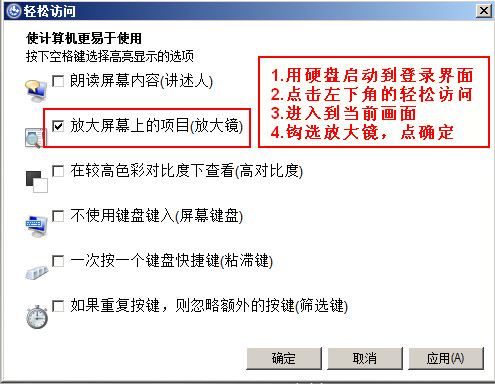 轻松访问
使计算机更易于使用
按下空格键选择高亮显示的选项
朗读屏幕内容(讲述人)
放大屏幕上的项目(放大镜)
在较高色彩对比度下查看(高对比度)
不使用键盘键入(屏幕键盘)
一次按一个键盘快捷键(粘滞键)
如果重复按键，则忽略额外的按键(筛选键)
1.用硬盘启动到登录界面
2.点击左下角的轻松访问
3.进入到当前画面
4.钩选放大镜，点确定
确定
取消
应用(A)